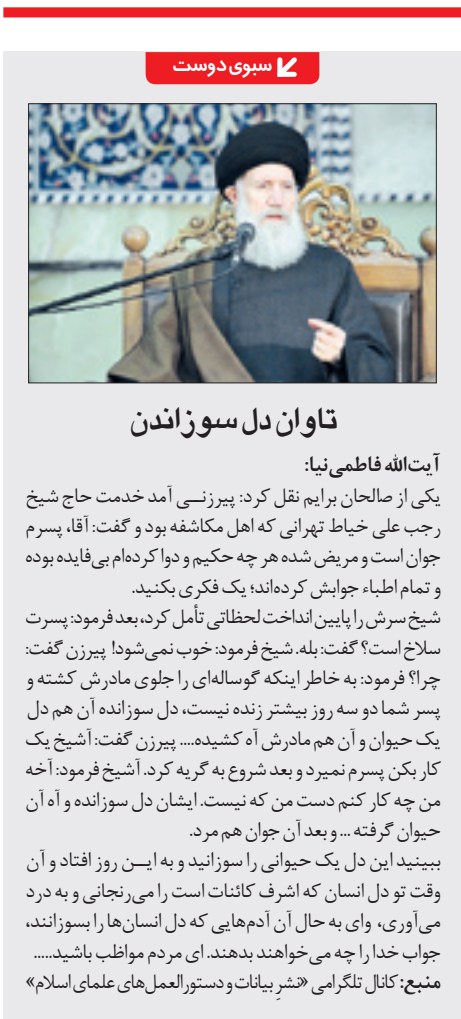 سبوی دوست
تاوان دل سوزاندن
آیت‌الله فاطمی‌نیا:
یکی از صالحان برایم نقل کرد: پیرزنــی آمد خدمت حاج شیخ
رجب علی خیاط تهرانی که اهل مکاشفه بود و گفت: آقا، پسرم
جوان است و مریض شده هر چه حکیم و دوا کرده‌ام بی‌فایده بوده
و تمام اطباء جوابش کرده‌اند؛ یک فکری بکنید.
شیخ سرش را پایین انداخت لحظاتی تأمل کرد، بعد فرمود: پسرت
سلاخ است؟ گفت: بله. شیخ فرمود: خوب نمی‌شود! پیرزن گفت:
چرا؟ فرمود: به خاطر اینکه گوساله‌ای را جلوی مادرش کشته و
پسر شما دو سه روز بیشتر زنده نیست، دل سوزانده آن هم دل
یک حیوان و آن هم مادرش آه کشیده.... پیرزن گفت: آشیخ یک
کار بکن پسرم نمیرد و بعد شروع به گریه کرد. آشیخ فرمود: آخه
من چه کار کنم دست من که نیست. ایشان دل سوزانده و آه آن
حیوان گرفته ... و بعد آن جوان هم مرد.
ببینید این دل یک حیوانی را سوزانید و به ایــن روز افتاد و آن
وقت تو دل انسان که اشرف کائنات است را می‌رنجانی و به درد
می‌آوری، وای به حال آن آدم‌هایی که دل انسان‌ها را بسوزانند،
جواب خدا را چه می‌خواهند بدهند. ای مردم مواظب باشید.....
منبع: کانال تلگرامی «نشرِ بیانات و دستورالعمل‌های علمای اسلام»